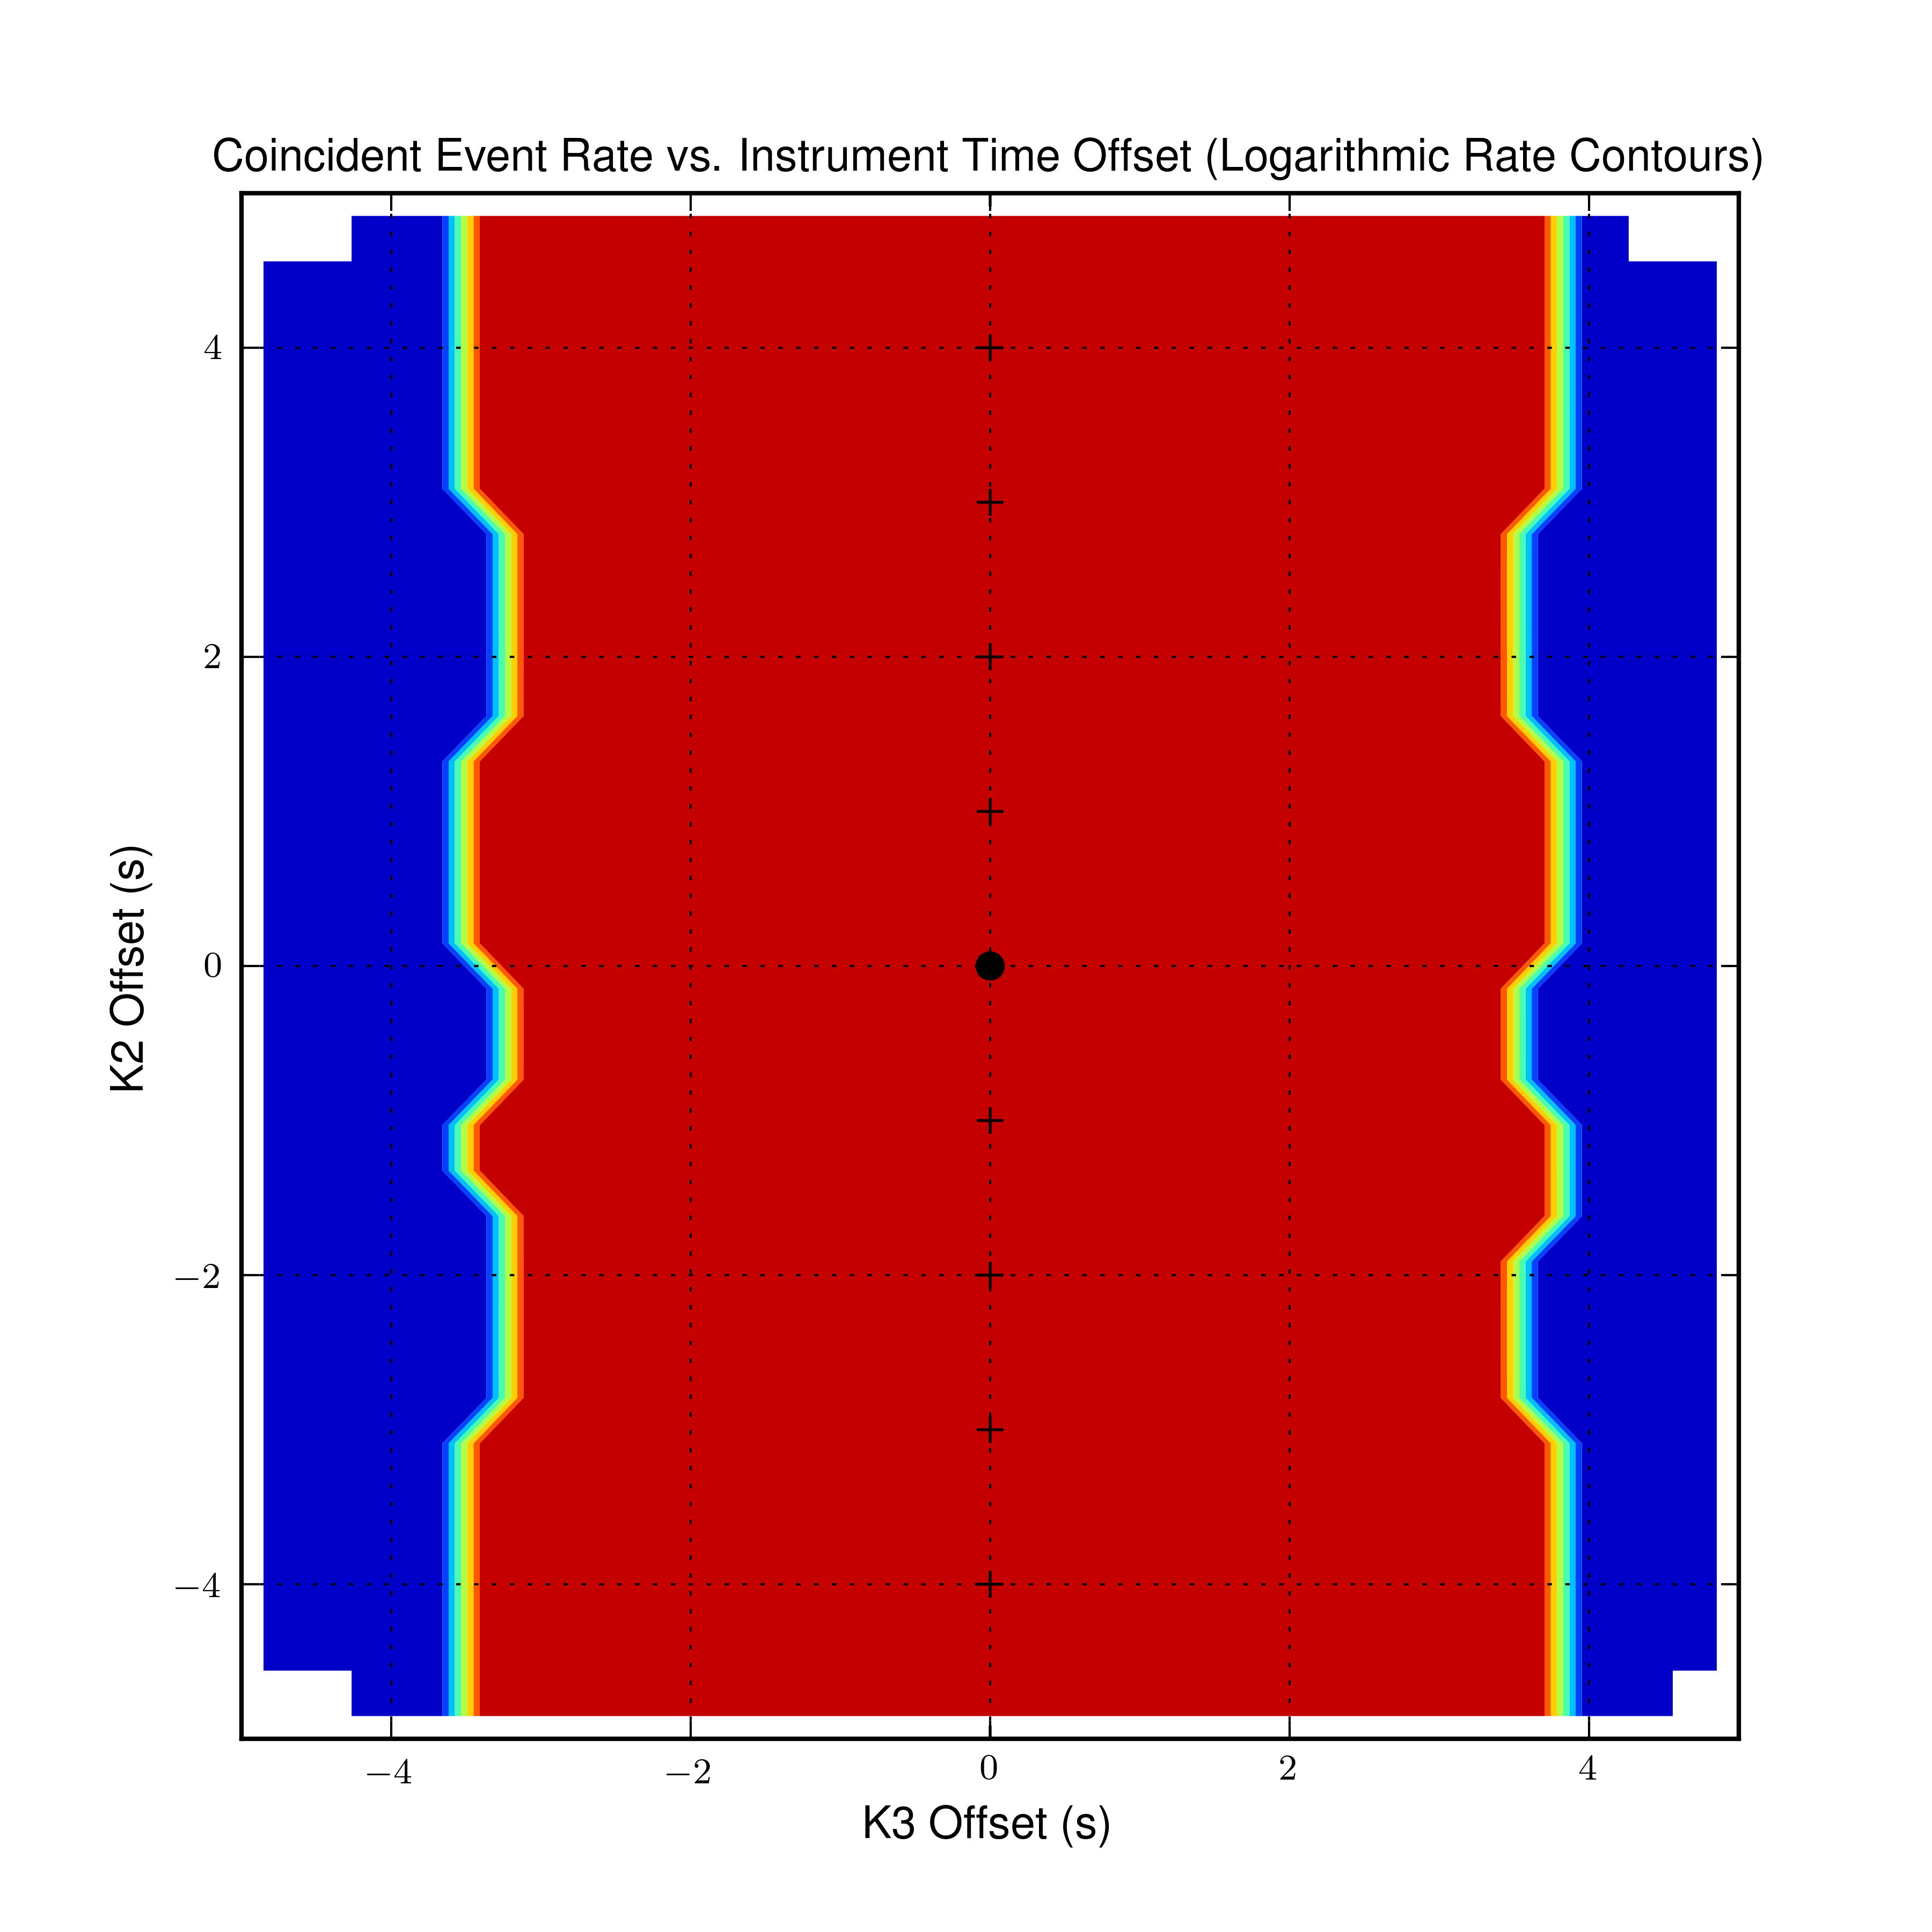 Coincident Event Rate vs. Instrument Time Offset (Logarithmic Rate Contours)
4
2
0
−2
−4
K2 Offset (s)
−4 −2 0 2 4
K3 Offset (s)